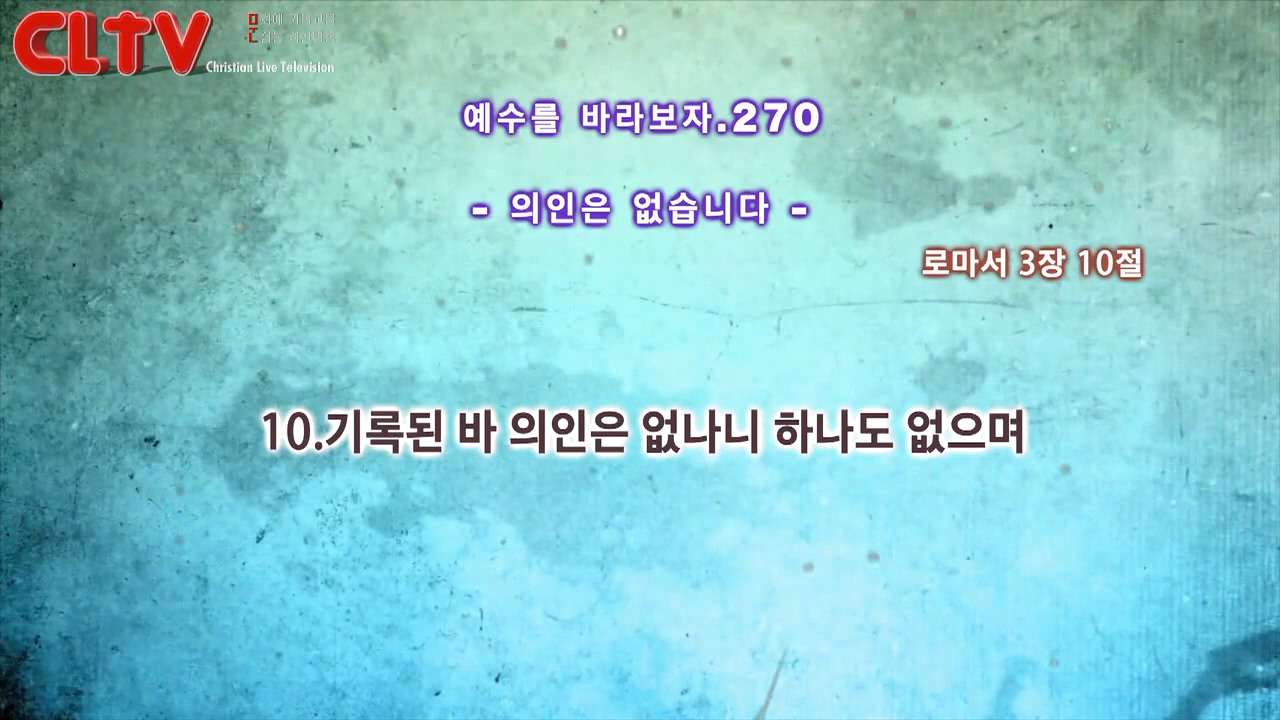 CLTV
Christian Live Television
예수를 바라보자.270
- 의인은 없습니다 -
로마서 3장 10절
10.기록된 바 의인은 없나니 하나도 없으며